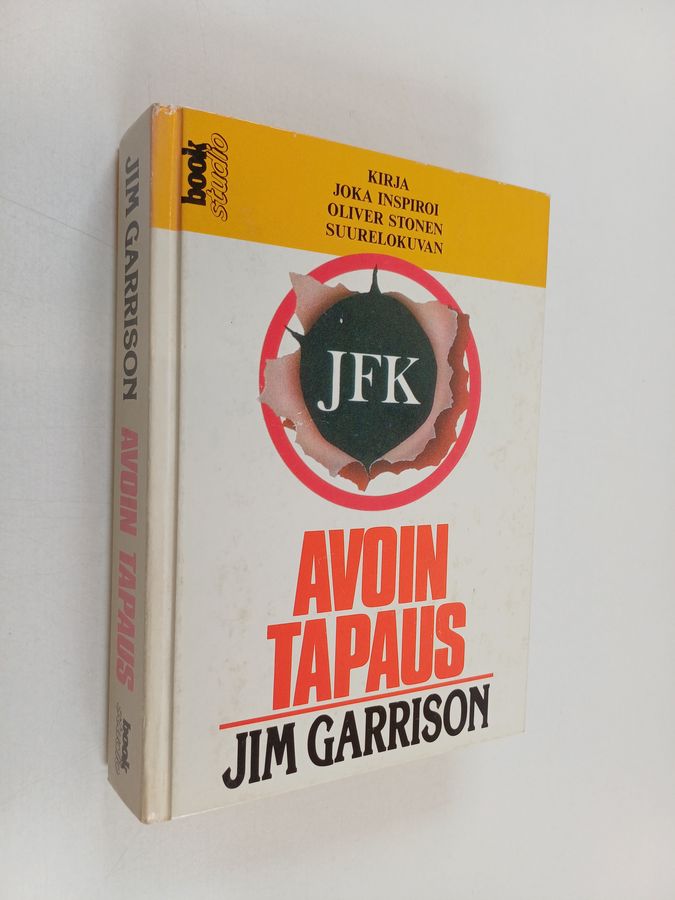 book
studio
KIRJA
JOKA INSPIROI
OLIVER STONEN
SUURELOKUVAN
JFK
AVOIN
TAPAUS
JIM GARRISON
JIM GARRISON AVOIN TAPAUS
book
studio